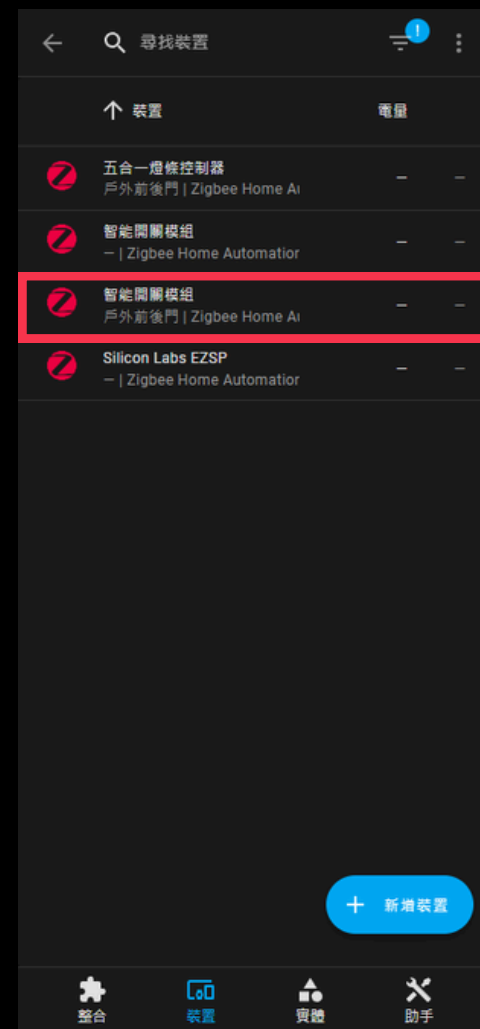 尋找裝置
!
裝置 電量
五合一燈條控制器
戶外前後門 | Zigbee Home Au
智能開關模組
— | Zigbee Home Automation
智能開關模組
戶外前後門 | Zigbee Home Au
Silicon Labs EZSP
— | Zigbee Home Automation
+ 新增裝置
整合 裝置 實體 助手